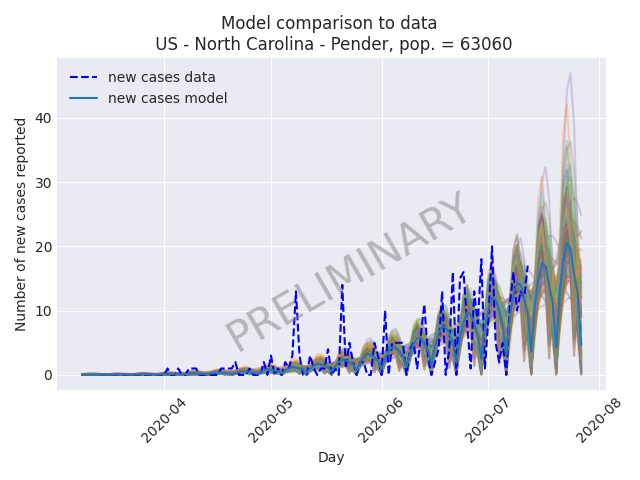 Model comparison to data
US - North Carolina - Pender, pop. = 63060
new cases data
new cases model
PRELIMINARY
Number of new cases reported
40
30
20
10
0
2020-04
2020-05
2020-06
2020-07
2020-08
Day